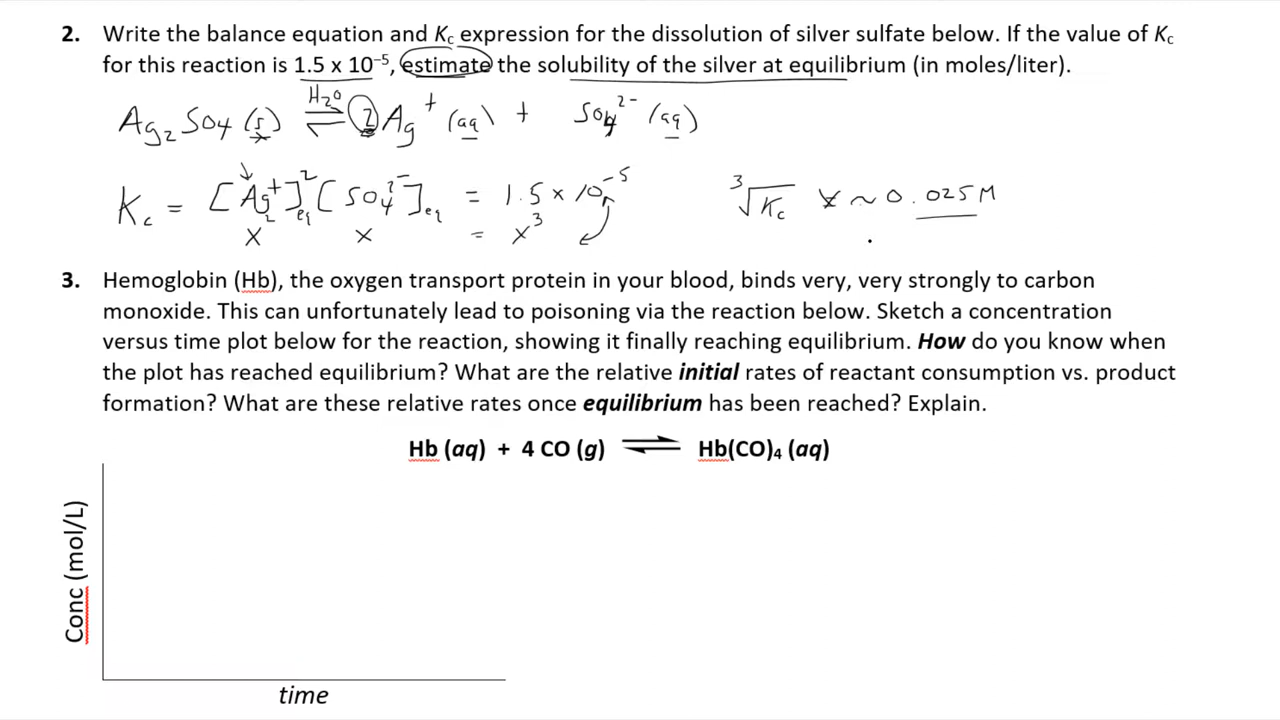 2. Write the balance equation and Kc expression for the dissolution of silver sulfate below. If the value of Kc
for this reaction is 1.5 x 10⁻⁵, estimate the solubility of the silver at equilibrium (in moles/liter).
H₂O
Ag₂SO₄ (s) ⇌ 2Ag⁺ (aq) + SO₄²⁻ (aq)
Kc = [Ag⁺]²eq [SO₄²⁻]eq = 1.5 × 10⁻⁵ ³√Kc x ~ 0.025M
x² x = x³
3. Hemoglobin (Hb), the oxygen transport protein in your blood, binds very, very strongly to carbon
monoxide. This can unfortunately lead to poisoning via the reaction below. Sketch a concentration
versus time plot below for the reaction, showing it finally reaching equilibrium. How do you know when
the plot has reached equilibrium? What are the relative initial rates of reactant consumption vs. product
formation? What are these relative rates once equilibrium has been reached? Explain.
Hb (aq) + 4 CO (g) ⇌ Hb(CO)₄ (aq)
Conc (mol/L)
time